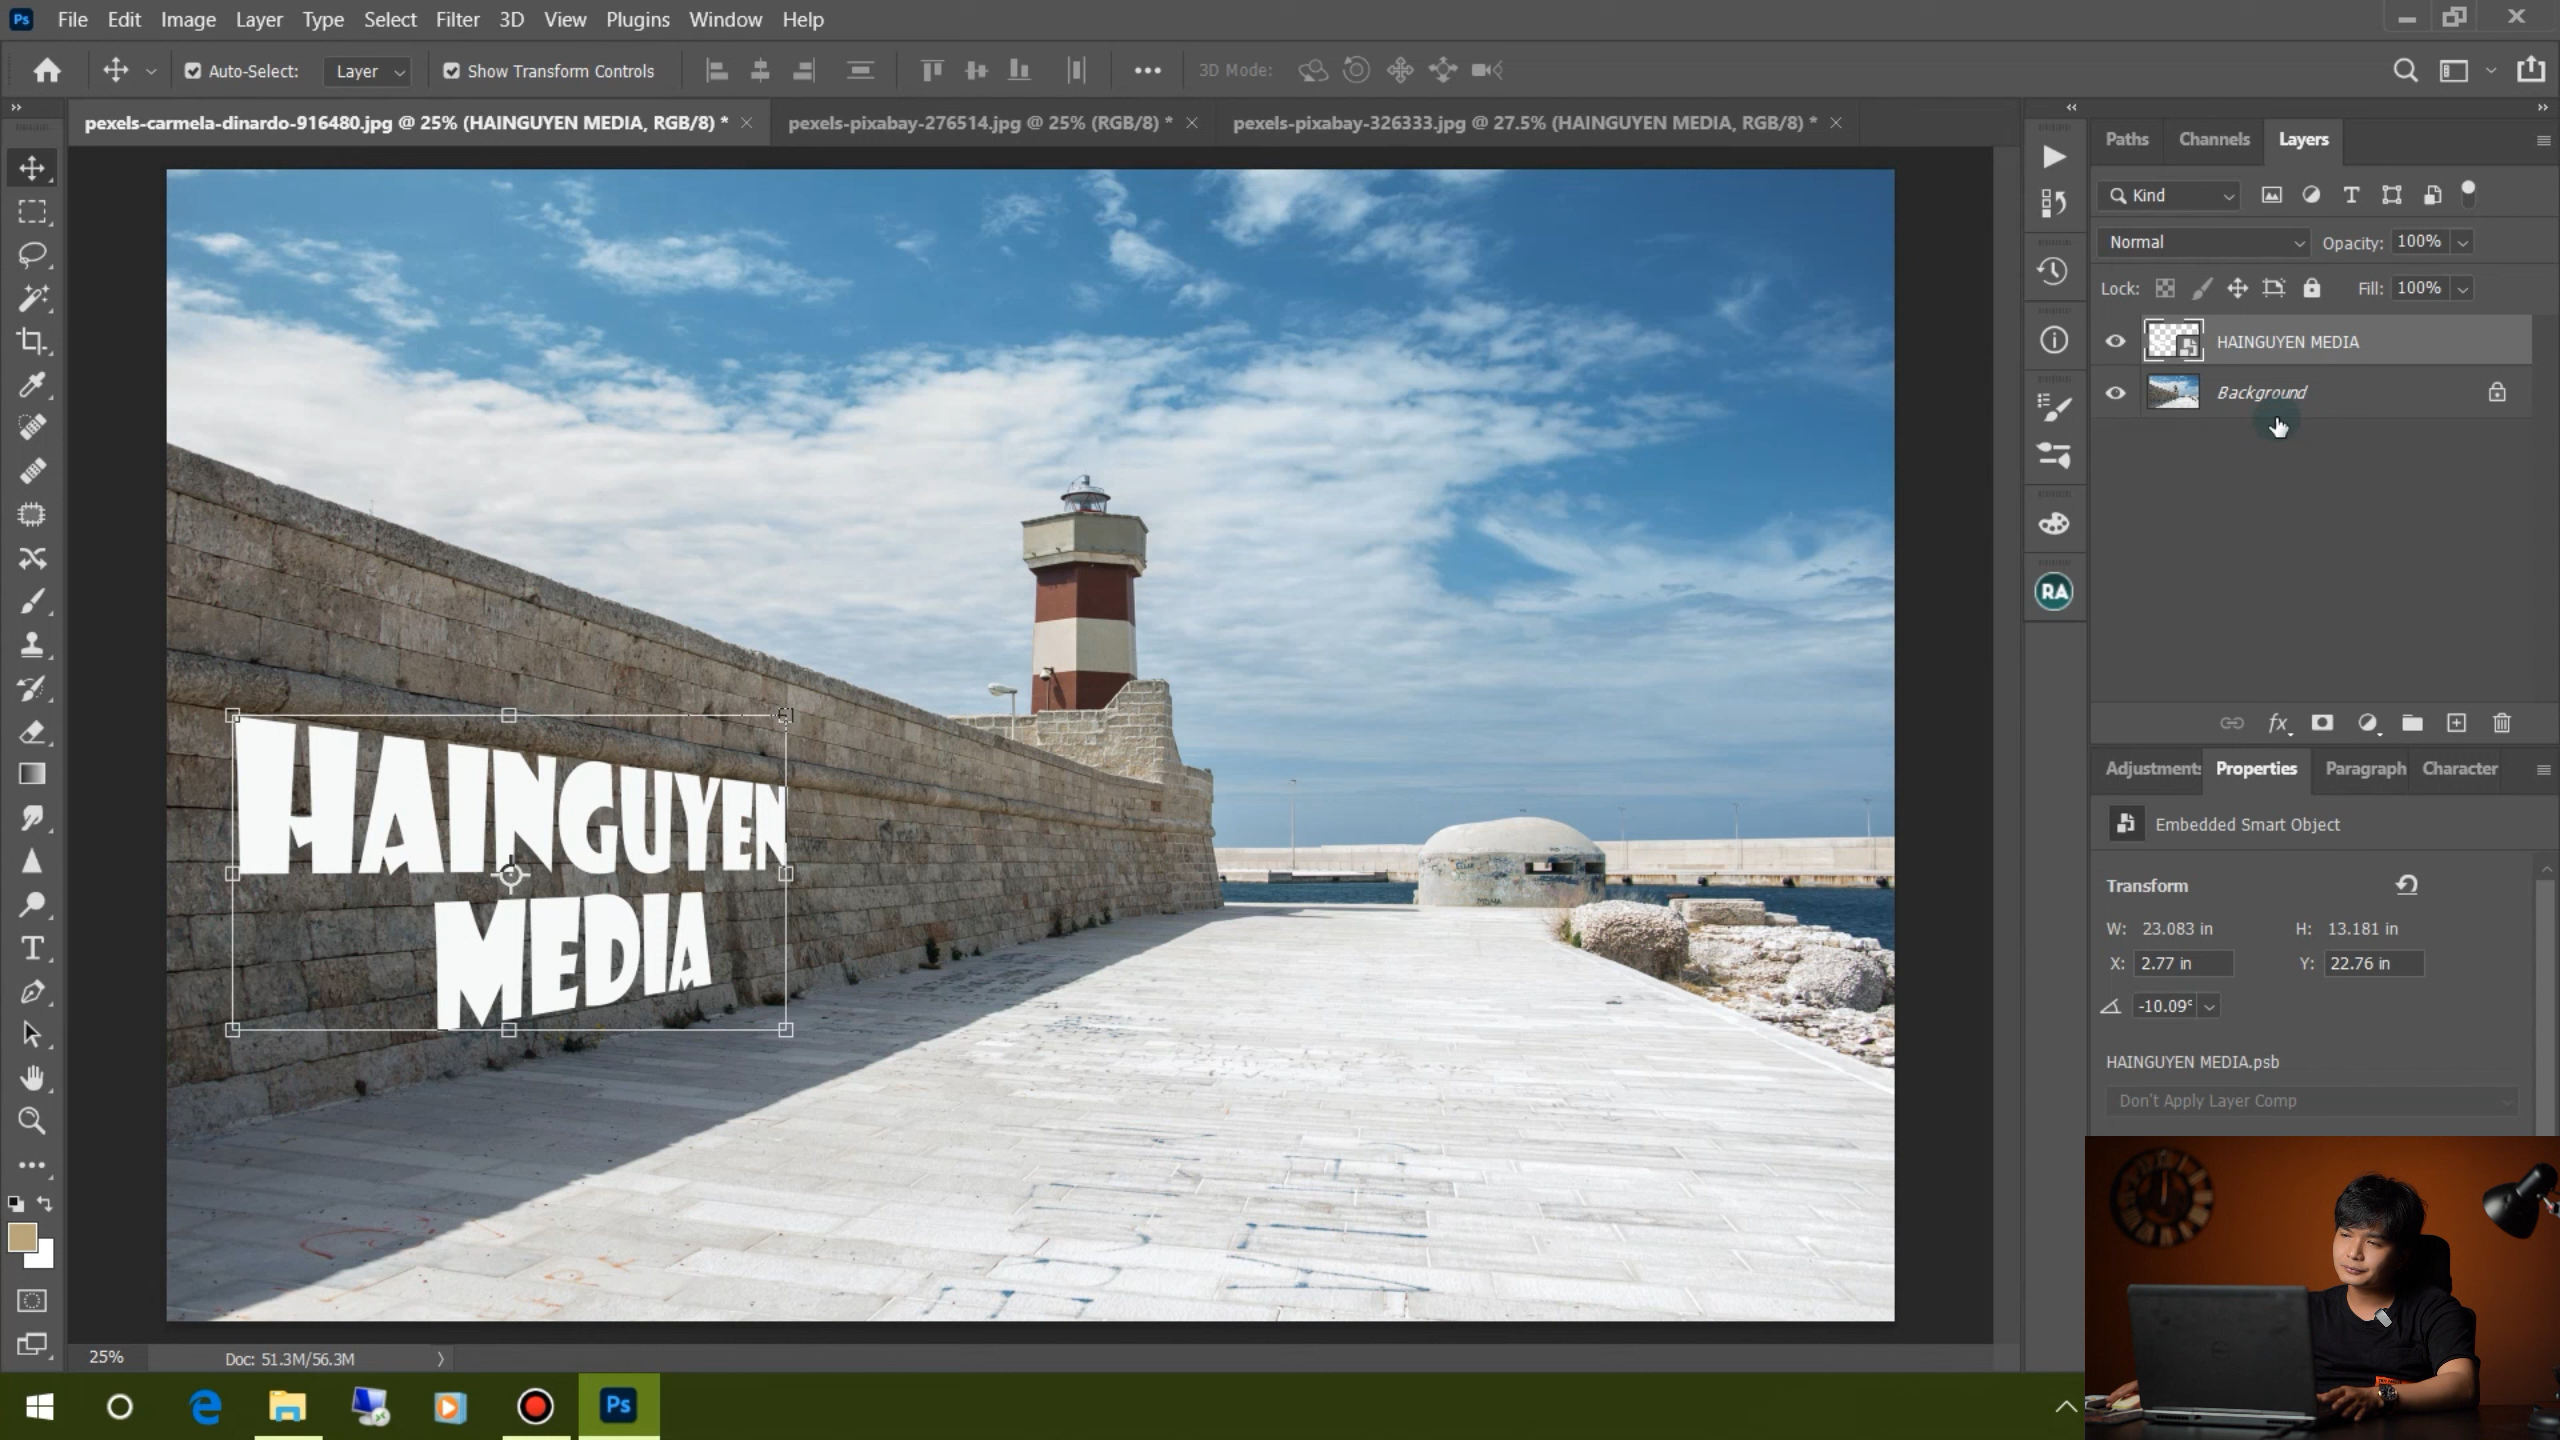 Ps File Edit Image Layer Type Select Filter 3D View Plugins Window Help
Auto-Select: Layer Show Transform Controls 3D Mode:
pexels-carmela-dinardo-916480.jpg @ 25% (HAINGUYEN MEDIA, RGB/8) * pexels-pixabay-276514.jpg @ 25% (RGB/8) * pexels-pixabay-326333.jpg @ 27.5% (HAINGUYEN MEDIA, RGB/8) *
Paths Channels Layers
Kind
Normal Opacity: 100%
Lock: Fill: 100%
HAINGUYEN MEDIA
Background
RA
HAINGUYEN
MEDIA
Adjustments Properties Paragraph Character
Embedded Smart Object
Transform
W: 23.083 in H: 13.181 in
X: 2.77 in Y: 22.76 in
-10.09°
HAINGUYEN MEDIA.psb
Don't Apply Layer Comp
25% Doc: 51.3M/56.3M
Ps